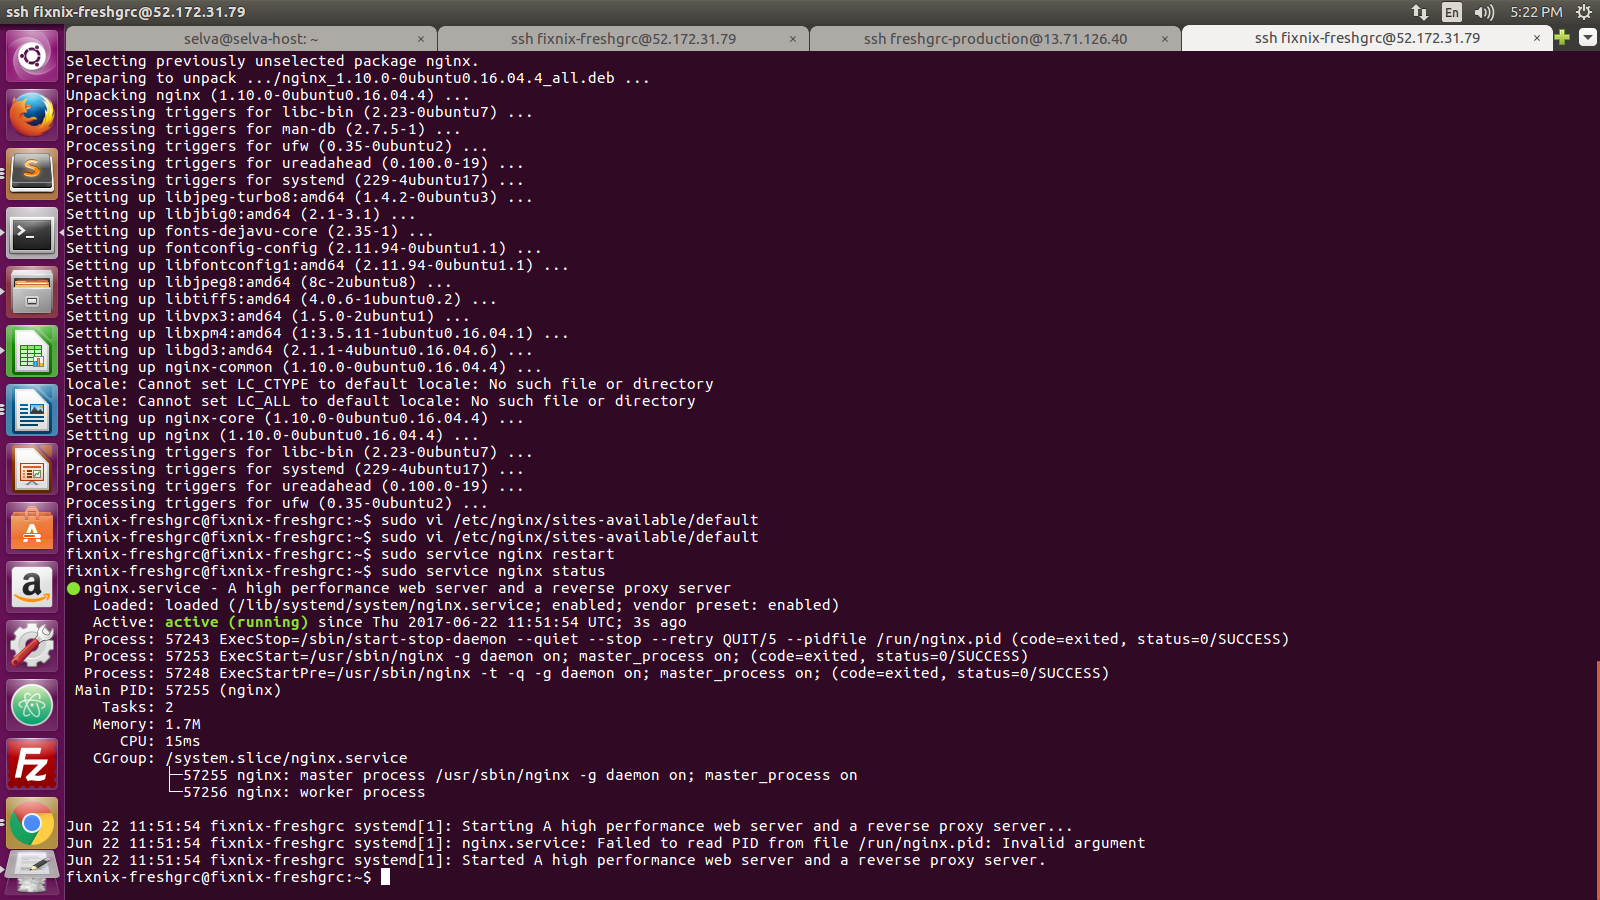 ssh fixnix-freshgrc@52.172.31.79
En
5:22 PM
selva@selva-host: ~ ×
ssh fixnix-freshgrc@52.172.31.79 ×
ssh freshgrc-production@13.71.126.40 ×
ssh fixnix-freshgrc@52.172.31.79 ×
Selecting previously unselected package nginx.
Preparing to unpack .../nginx_1.10.0-0ubuntu0.16.04.4_all.deb ...
Unpacking nginx (1.10.0-0ubuntu0.16.04.4) ...
Processing triggers for libc-bin (2.23-0ubuntu7) ...
Processing triggers for man-db (2.7.5-1) ...
Processing triggers for ufw (0.35-0ubuntu2) ...
Processing triggers for ureadahead (0.100.0-19) ...
Processing triggers for systemd (229-4ubuntu17) ...
Setting up libjpeg-turbo8:amd64 (1.4.2-0ubuntu3) ...
Setting up libjbig0:amd64 (2.1-3.1) ...
Setting up fonts-dejavu-core (2.35-1) ...
Setting up fontconfig-config (2.11.94-0ubuntu1.1) ...
Setting up libfontconfig1:amd64 (2.11.94-0ubuntu1.1) ...
Setting up libjpeg8:amd64 (8c-2ubuntu8) ...
Setting up libtiff5:amd64 (4.0.6-1ubuntu0.2) ...
Setting up libvpx3:amd64 (1.5.0-2ubuntu1) ...
Setting up libxpm4:amd64 (1:3.5.11-1ubuntu0.16.04.1) ...
Setting up libgd3:amd64 (2.1.1-4ubuntu0.16.04.6) ...
Setting up nginx-common (1.10.0-0ubuntu0.16.04.4) ...
locale: Cannot set LC_CTYPE to default locale: No such file or directory
locale: Cannot set LC_ALL to default locale: No such file or directory
Setting up nginx-core (1.10.0-0ubuntu0.16.04.4) ...
Setting up nginx (1.10.0-0ubuntu0.16.04.4) ...
Processing triggers for libc-bin (2.23-0ubuntu7) ...
Processing triggers for systemd (229-4ubuntu17) ...
Processing triggers for ureadahead (0.100.0-19) ...
Processing triggers for ufw (0.35-0ubuntu2) ...
fixnix-freshgrc@fixnix-freshgrc:~$ sudo vi /etc/nginx/sites-available/default
fixnix-freshgrc@fixnix-freshgrc:~$ sudo vi /etc/nginx/sites-available/default
fixnix-freshgrc@fixnix-freshgrc:~$ sudo service nginx restart
fixnix-freshgrc@fixnix-freshgrc:~$ sudo service nginx status
● nginx.service - A high performance web server and a reverse proxy server
Loaded: loaded (/lib/systemd/system/nginx.service; enabled; vendor preset: enabled)
Active: active (running) since Thu 2017-06-22 11:51:54 UTC; 3s ago
Process: 57243 ExecStop=/sbin/start-stop-daemon --quiet --stop --retry QUIT/5 --pidfile /run/nginx.pid (code=exited, status=0/SUCCESS)
Process: 57253 ExecStart=/usr/sbin/nginx -g daemon on; master_process on; (code=exited, status=0/SUCCESS)
Process: 57248 ExecStartPre=/usr/sbin/nginx -t -q -g daemon on; master_process on; (code=exited, status=0/SUCCESS)
Main PID: 57255 (nginx)
Tasks: 2
Memory: 1.7M
CPU: 15ms
CGroup: /system.slice/nginx.service
├─57255 nginx: master process /usr/sbin/nginx -g daemon on; master_process on
└─57256 nginx: worker process
Jun 22 11:51:54 fixnix-freshgrc systemd[1]: Starting A high performance web server and a reverse proxy server...
Jun 22 11:51:54 fixnix-freshgrc systemd[1]: nginx.service: Failed to read PID from file /run/nginx.pid: Invalid argument
Jun 22 11:51:54 fixnix-freshgrc systemd[1]: Started A high performance web server and a reverse proxy server.
fixnix-freshgrc@fixnix-freshgrc:~$